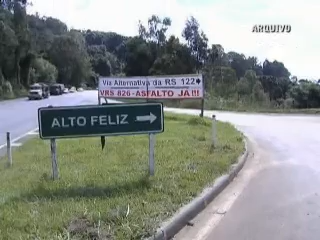 ARQUIVO
Via Alternativa da RS 122→
VRS 826 - ASFALTO JÁ!!!
ALTO FELIZ →